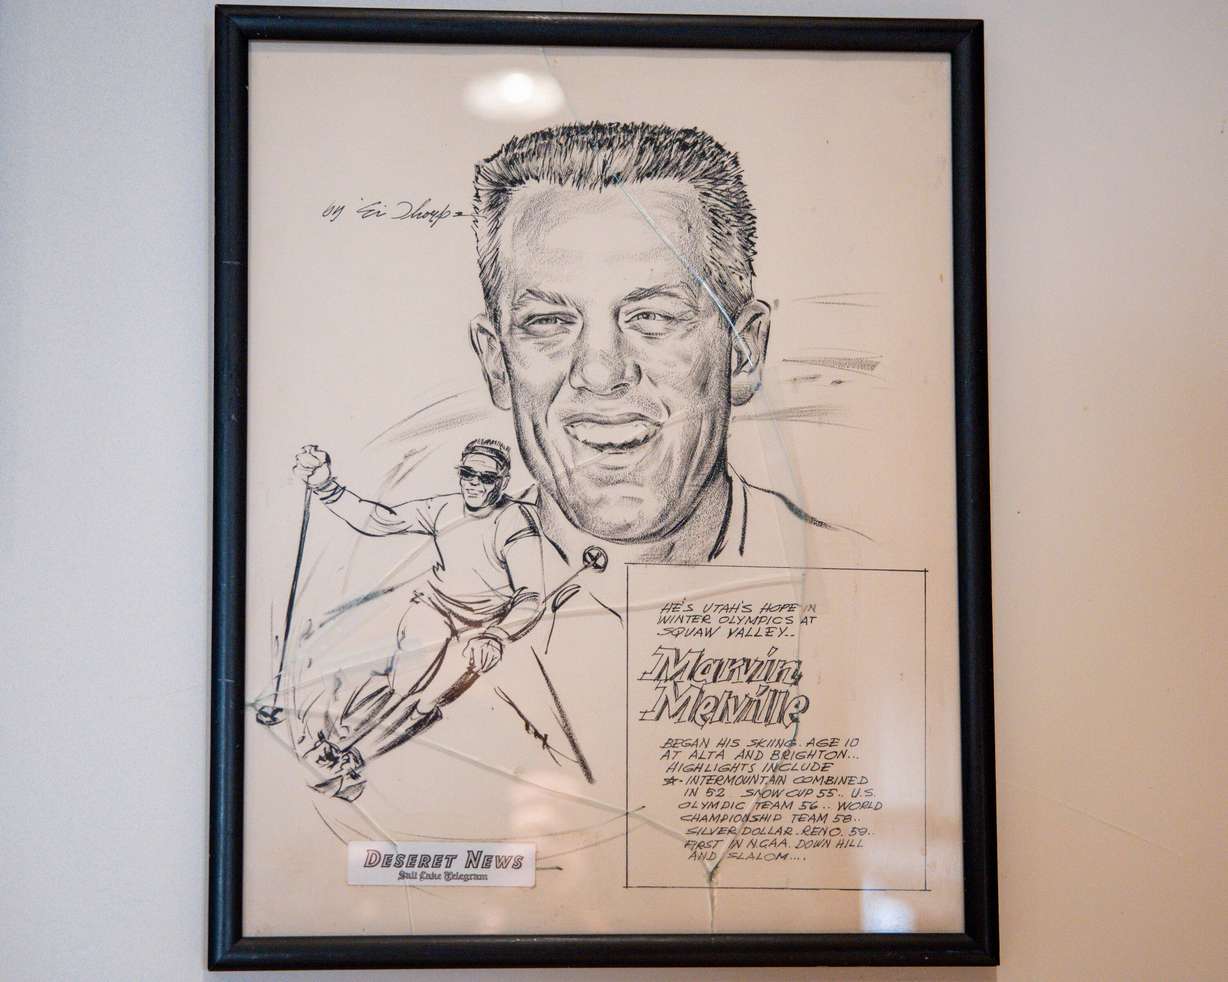 by 'Ed Thorpe
HE'S UTAH'S HOPE IN
WINTER OLYMPICS AT
SQUAW VALLEY..
Marvin
Melville
BEGAN HIS SKIING AGE 10
AT ALTA AND BRIGHTON...
HIGHLIGHTS INCLUDE
★-INTERMOUNTAIN COMBINED
IN 52 SNOW CUP 55.. U.S.
OLYMPIC TEAM 56.. WORLD
CHAMPIONSHIP TEAM 58..
SILVER DOLLAR. RENO. 59..
FIRST IN N.C.A.A. DOWN HILL
AND SLALOM....
DESERET NEWS
Salt Lake Telegram